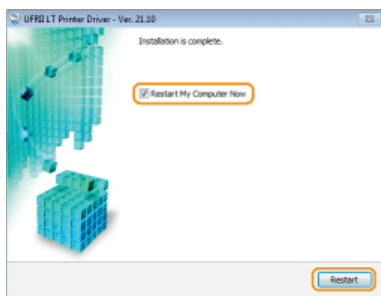 UFRII LT Printer Driver - Ver. 21.10
Installation is complete.
Restart My Computer Now
Restart